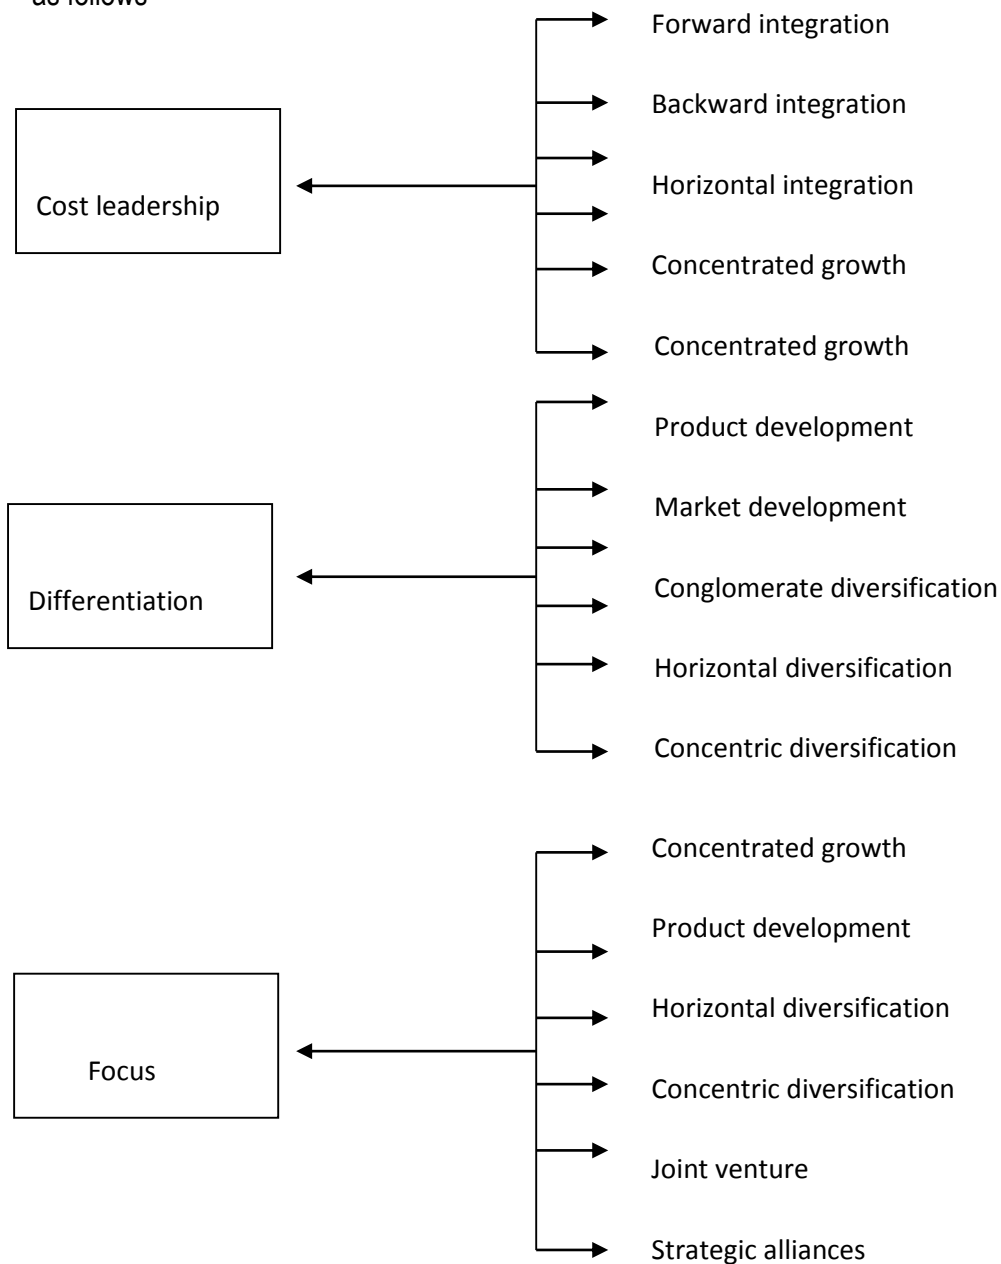 as follows
Forward integration
Backward integration
Horizontal integration
Cost leadership
Concentrated growth
Concentrated growth
Product development
Market development
Conglomerate diversification
Differentiation
Horizontal diversification
Concentric diversification
Concentrated growth
Product development
Horizontal diversification
Focus
Concentric diversification
Joint venture
Strategic alliances